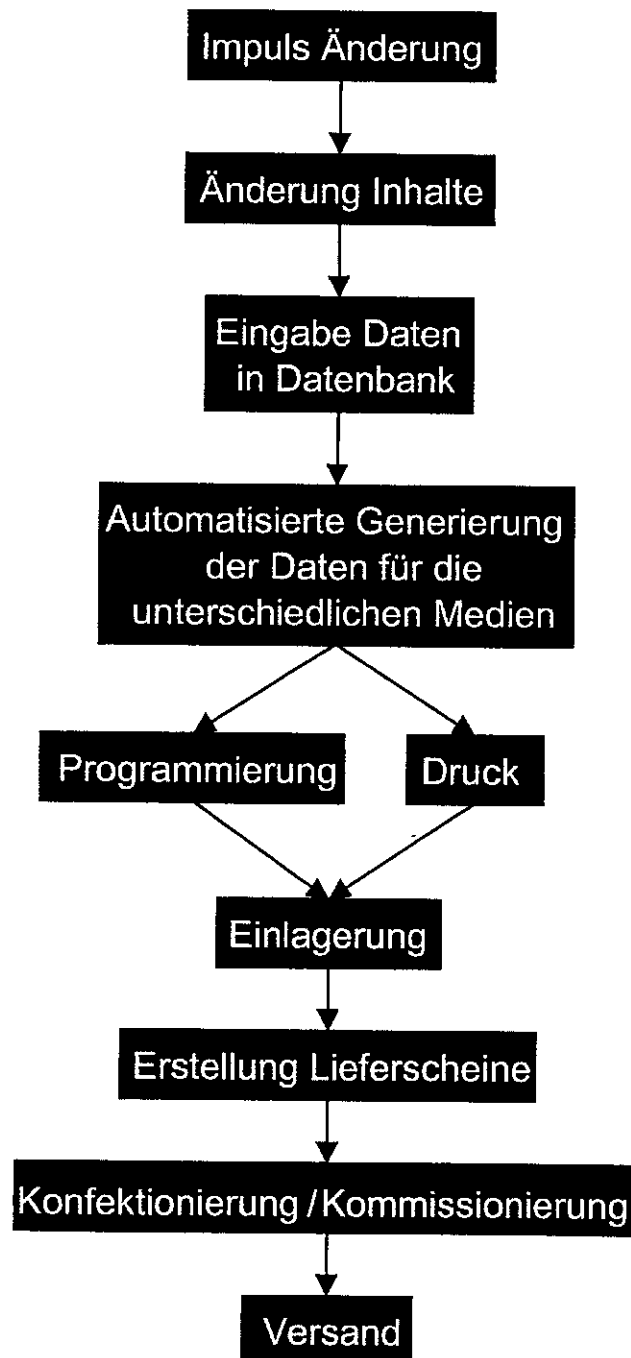 Impuls Änderung
Änderung Inhalte
Eingabe Daten
in Datenbank
Automatisierte Generierung
der Daten für die
unterschiedlichen Medien
Programmierung
Druck
Einlagerung
Erstellung Lieferscheine
Konfektionierung / Kommissionierung
Versand